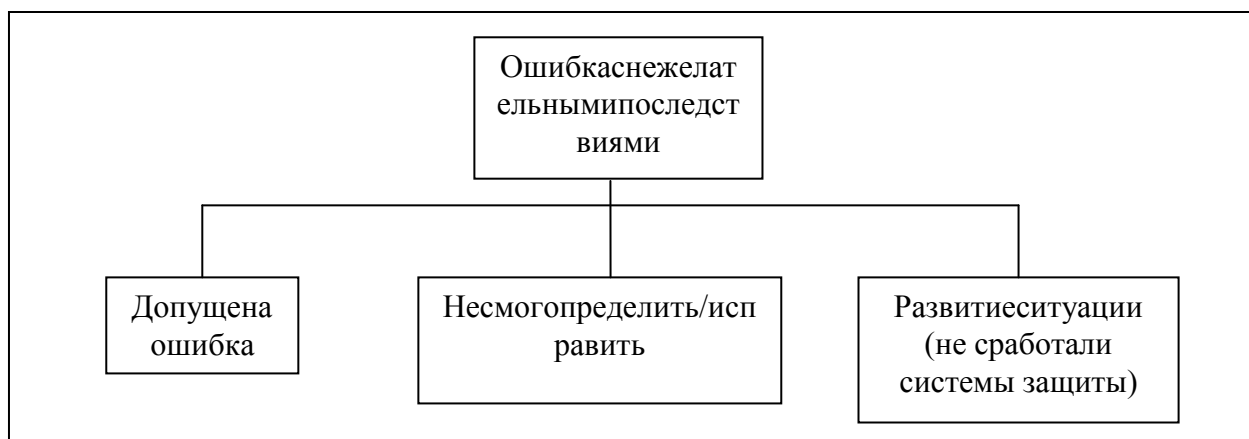 Ошибкаснежелат
ельнымипоследст
виями
Допущена
ошибка
Несмогопределить/исп
равить
Развитиеситуации
(не сработали
системы защиты)